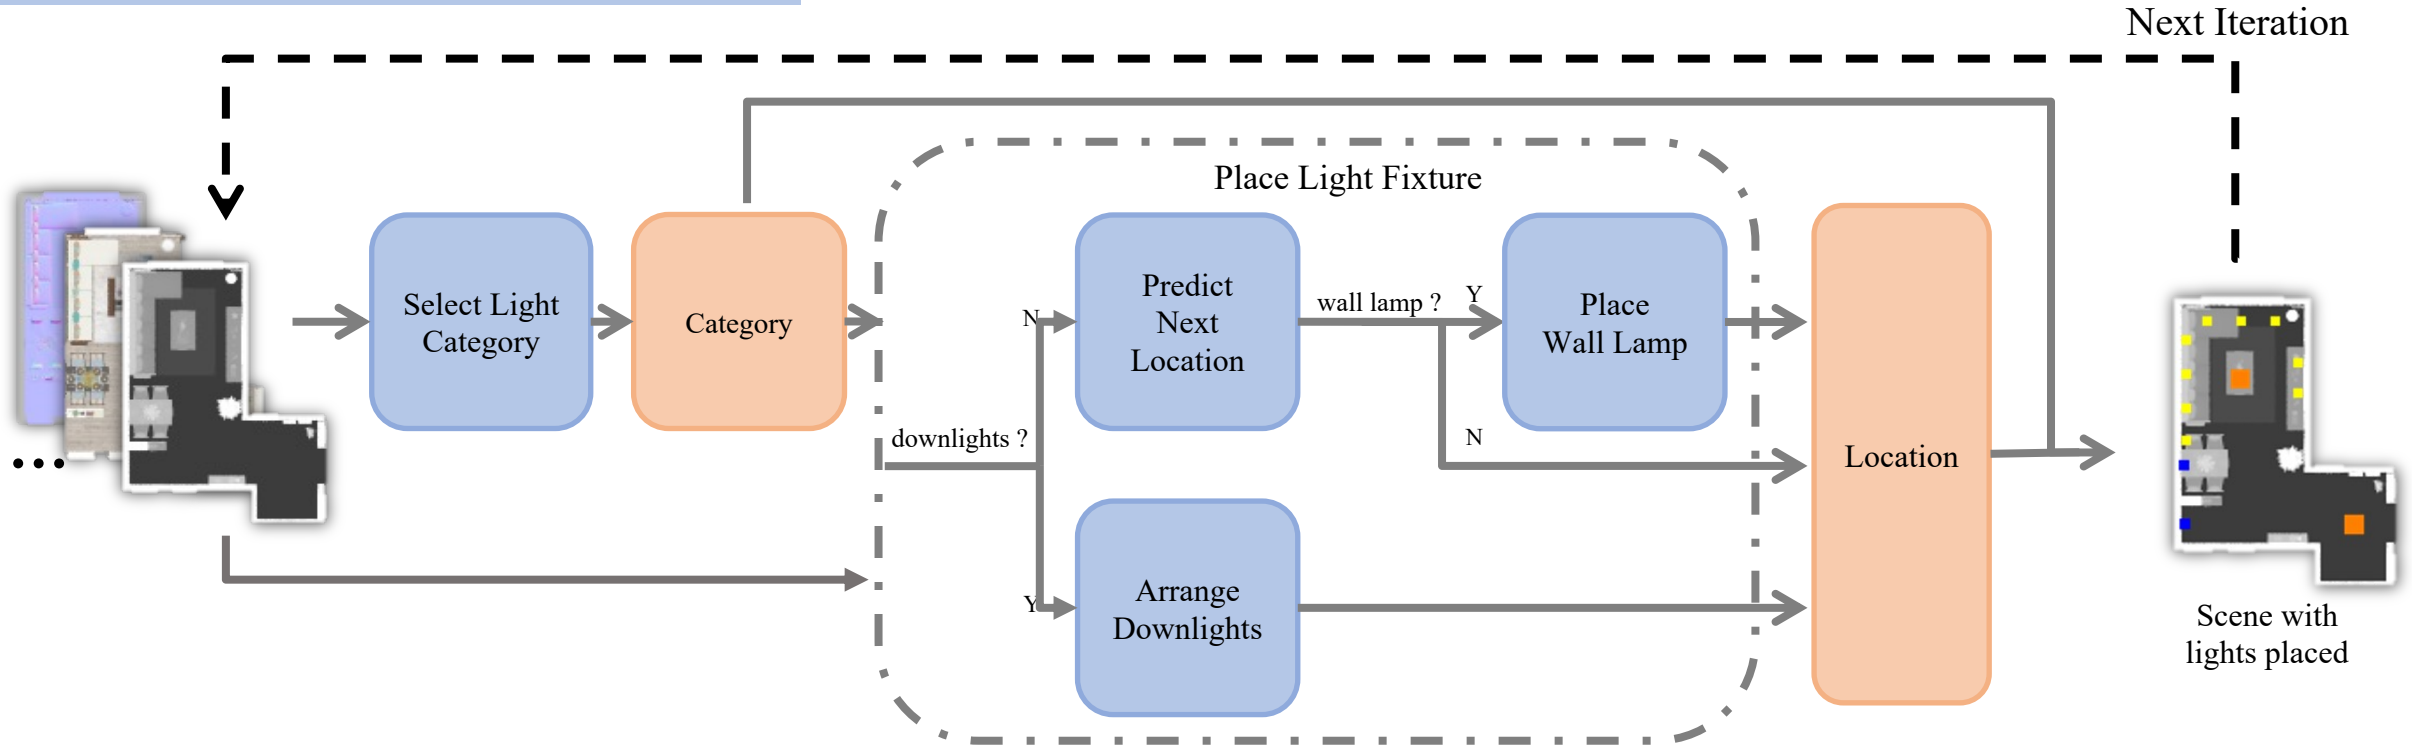 Next Iteration
Place Light Fixture
Select Light
Category
Category
downlights ?
N
Y
Predict
Next
Location
wall lamp ?
Y
N
Place
Wall Lamp
Arrange
Downlights
Location
...
Scene with
lights placed